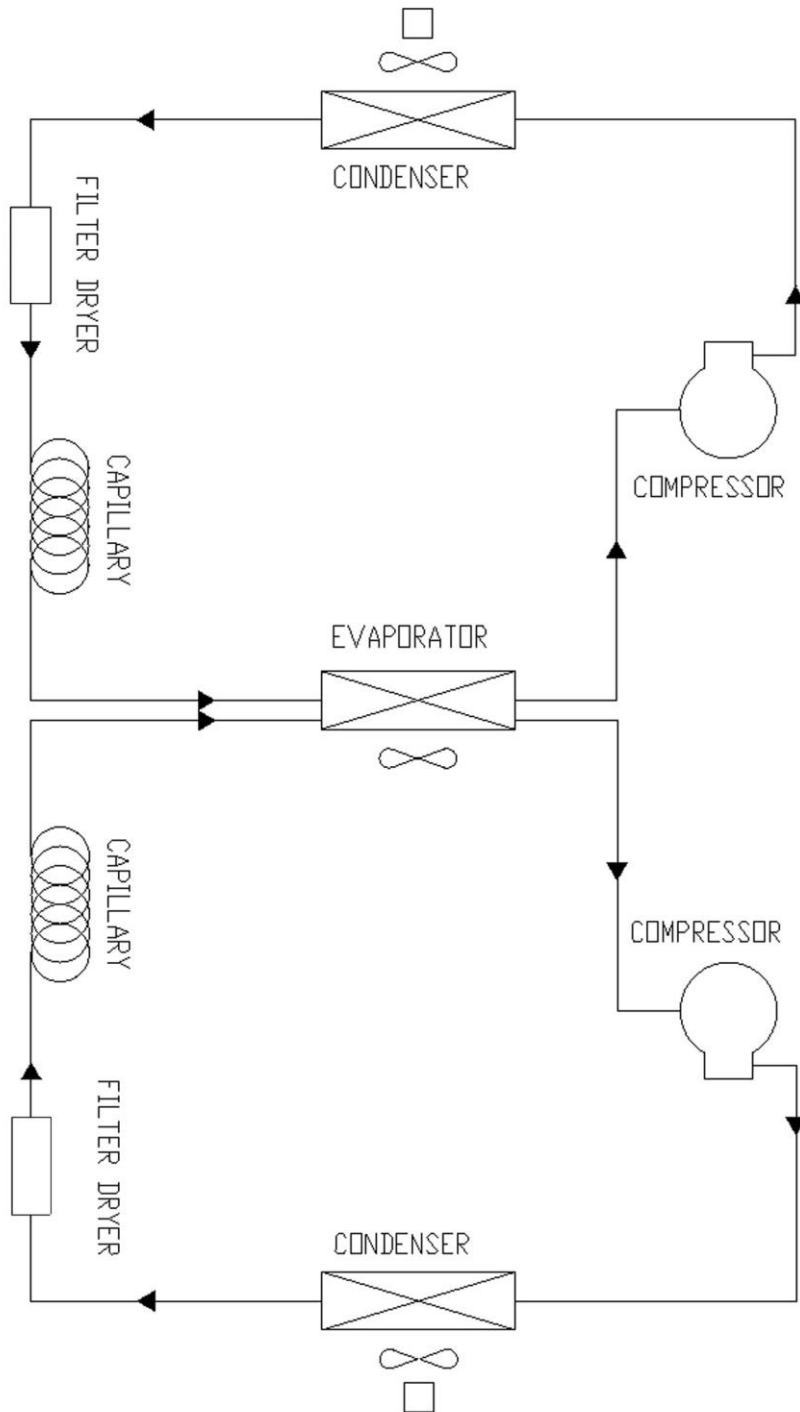 CONDENSER
FILTER DRYER
CAPILLARY
COMPRESSOR
EVAPORATOR
CAPILLARY
COMPRESSOR
FILTER DRYER
CONDENSER